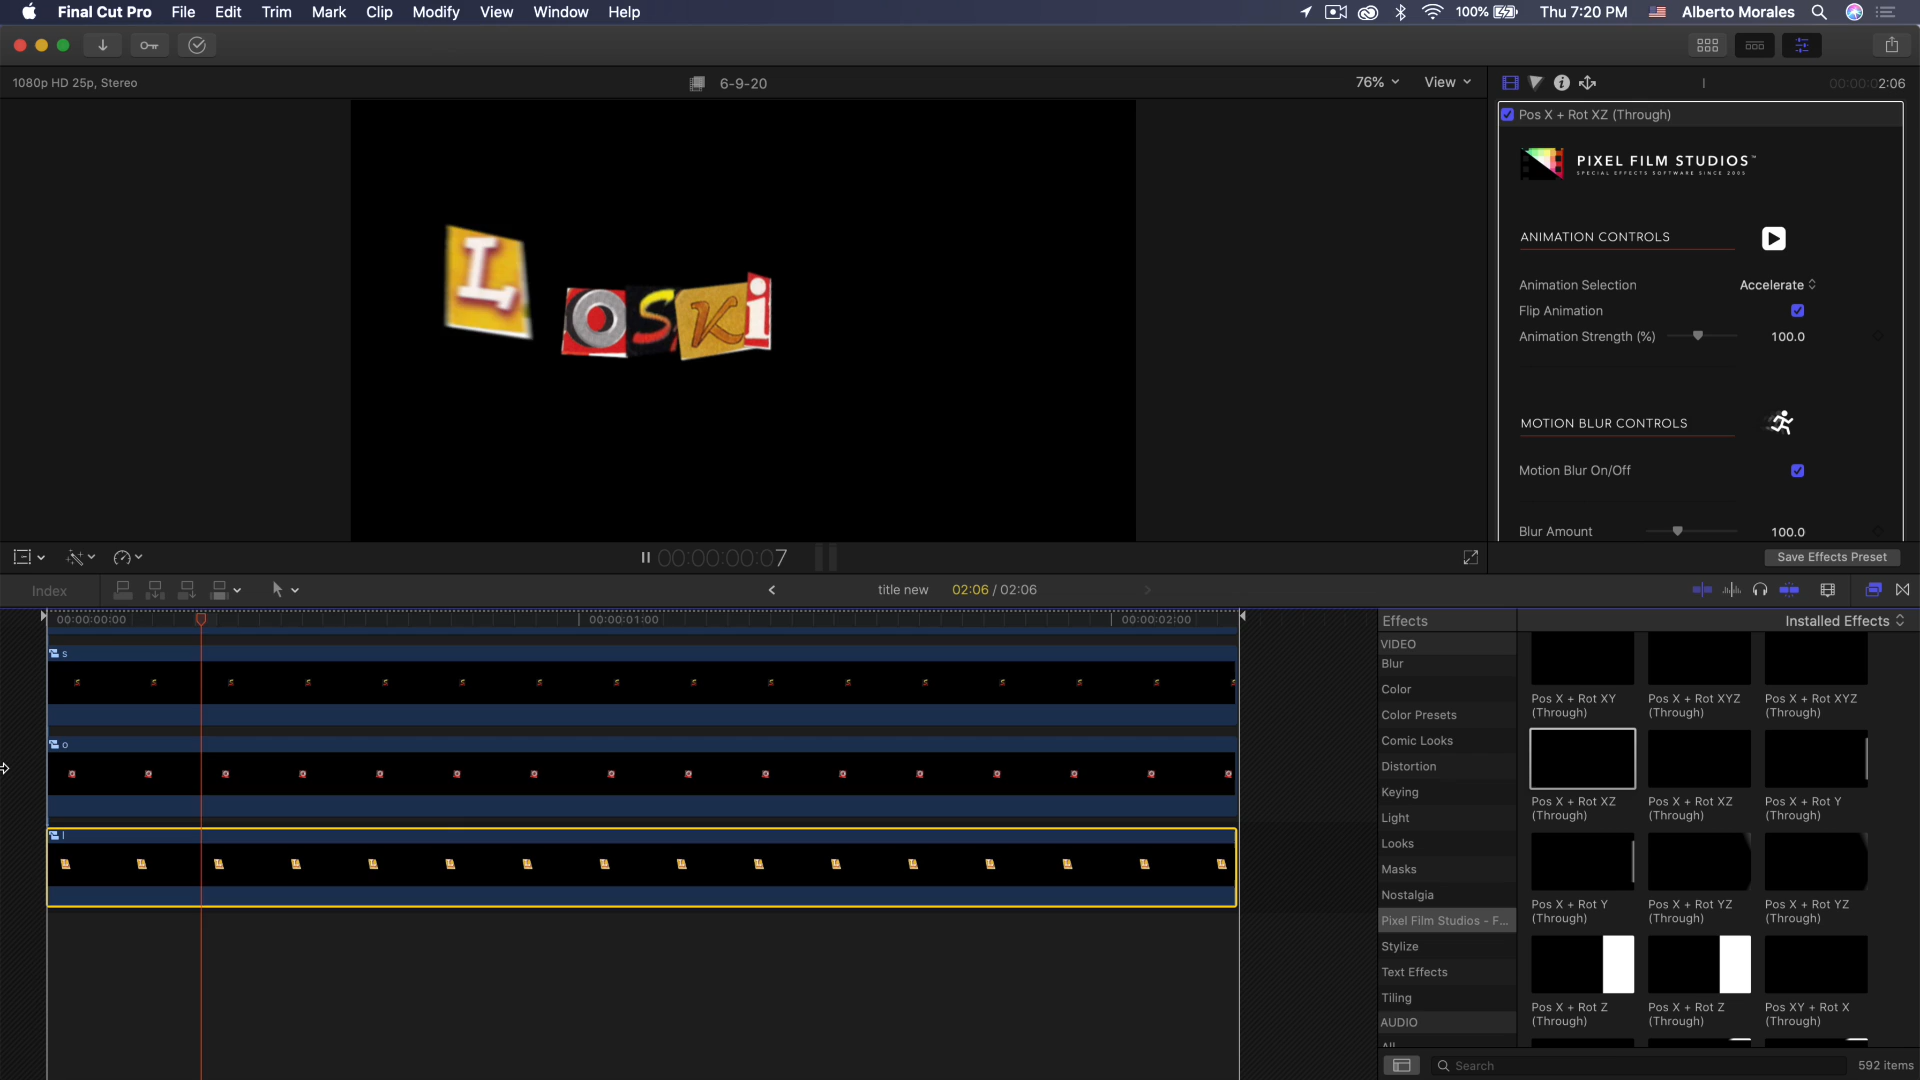 Final Cut Pro File Edit Trim Mark Clip Modify View Window Help
100% Thu 7:20 PM Alberto Morales
1080p HD 25p, Stereo
6-9-20
76% View
00:00:00:02:06
Pos X + Rot XZ (Through)
PIXEL FILM STUDIOS™
SPECIAL EFFECTS SOFTWARE SINCE 2005
ANIMATION CONTROLS
Animation Selection Accelerate
Flip Animation
Animation Strength (%) 100.0
MOTION BLUR CONTROLS
Motion Blur On/Off
Blur Amount 100.0
Save Effects Preset
L oSKi
00:00:00:07
Index
title new 02:06 / 02:06
00:00:00:00 00:00:01:00 00:00:02:00
s
o
l
Effects
Installed Effects
VIDEO
Blur
Color
Color Presets
Comic Looks
Distortion
Keying
Light
Looks
Masks
Nostalgia
Pixel Film Studios - F...
Stylize
Text Effects
Tiling
AUDIO
All
Pos X + Rot XY
(Through)
Pos X + Rot XYZ
(Through)
Pos X + Rot XYZ
(Through)
Pos X + Rot XZ
(Through)
Pos X + Rot XZ
(Through)
Pos X + Rot Y
(Through)
Pos X + Rot Y
(Through)
Pos X + Rot YZ
(Through)
Pos X + Rot YZ
(Through)
Pos X + Rot Z
(Through)
Pos X + Rot Z
(Through)
Pos XY + Rot X
(Through)
Search
592 items